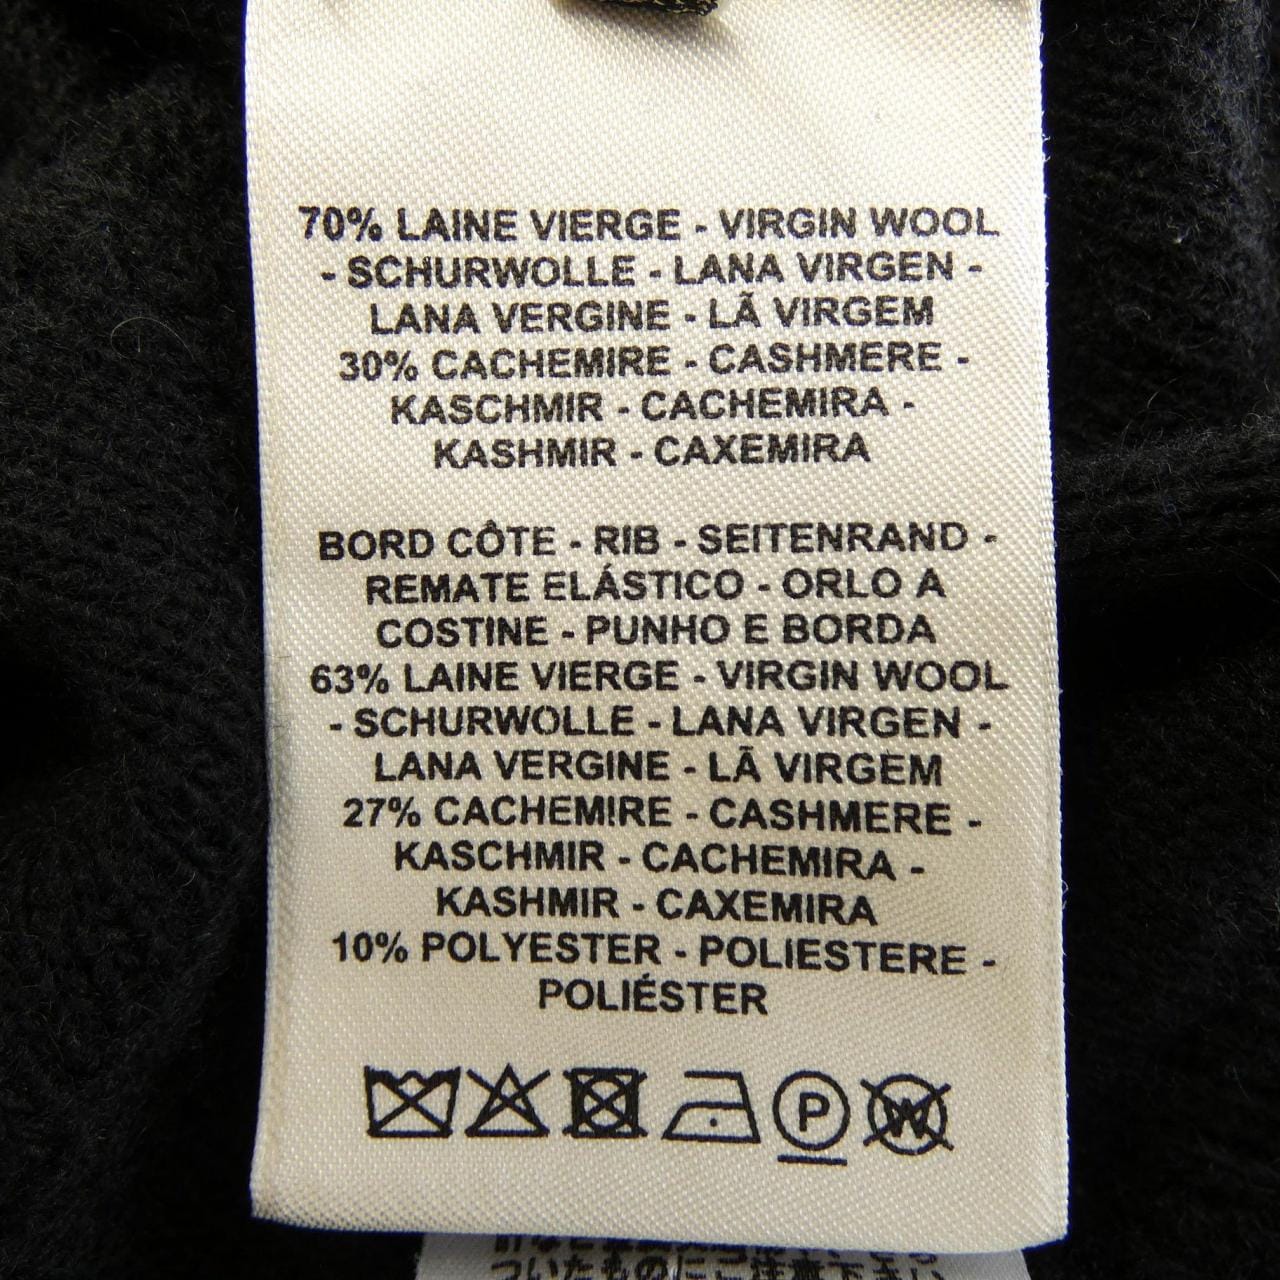 70% LAINE VIERGE - VIRGIN WOOL
- SCHURWOLLE - LANA VIRGEN -
LANA VERGINE - LÃ VIRGEM
30% CACHEMIRE - CASHMERE -
KASCHMIR - CACHEMIRA -
KASHMIR - CAXEMIRA
BORD CÔTE - RIB - SEITENRAND -
REMATE ELÁSTICO - ORLO A
COSTINE - PUNHO E BORDA
63% LAINE VIERGE - VIRGIN WOOL
- SCHURWOLLE - LANA VIRGEN -
LANA VERGINE - LÃ VIRGEM
27% CACHEMIRE - CASHMERE -
KASCHMIR - CACHEMIRA -
KASHMIR - CAXEMIRA
10% POLYESTER - POLIESTERE -
POLIÉSTER
P W